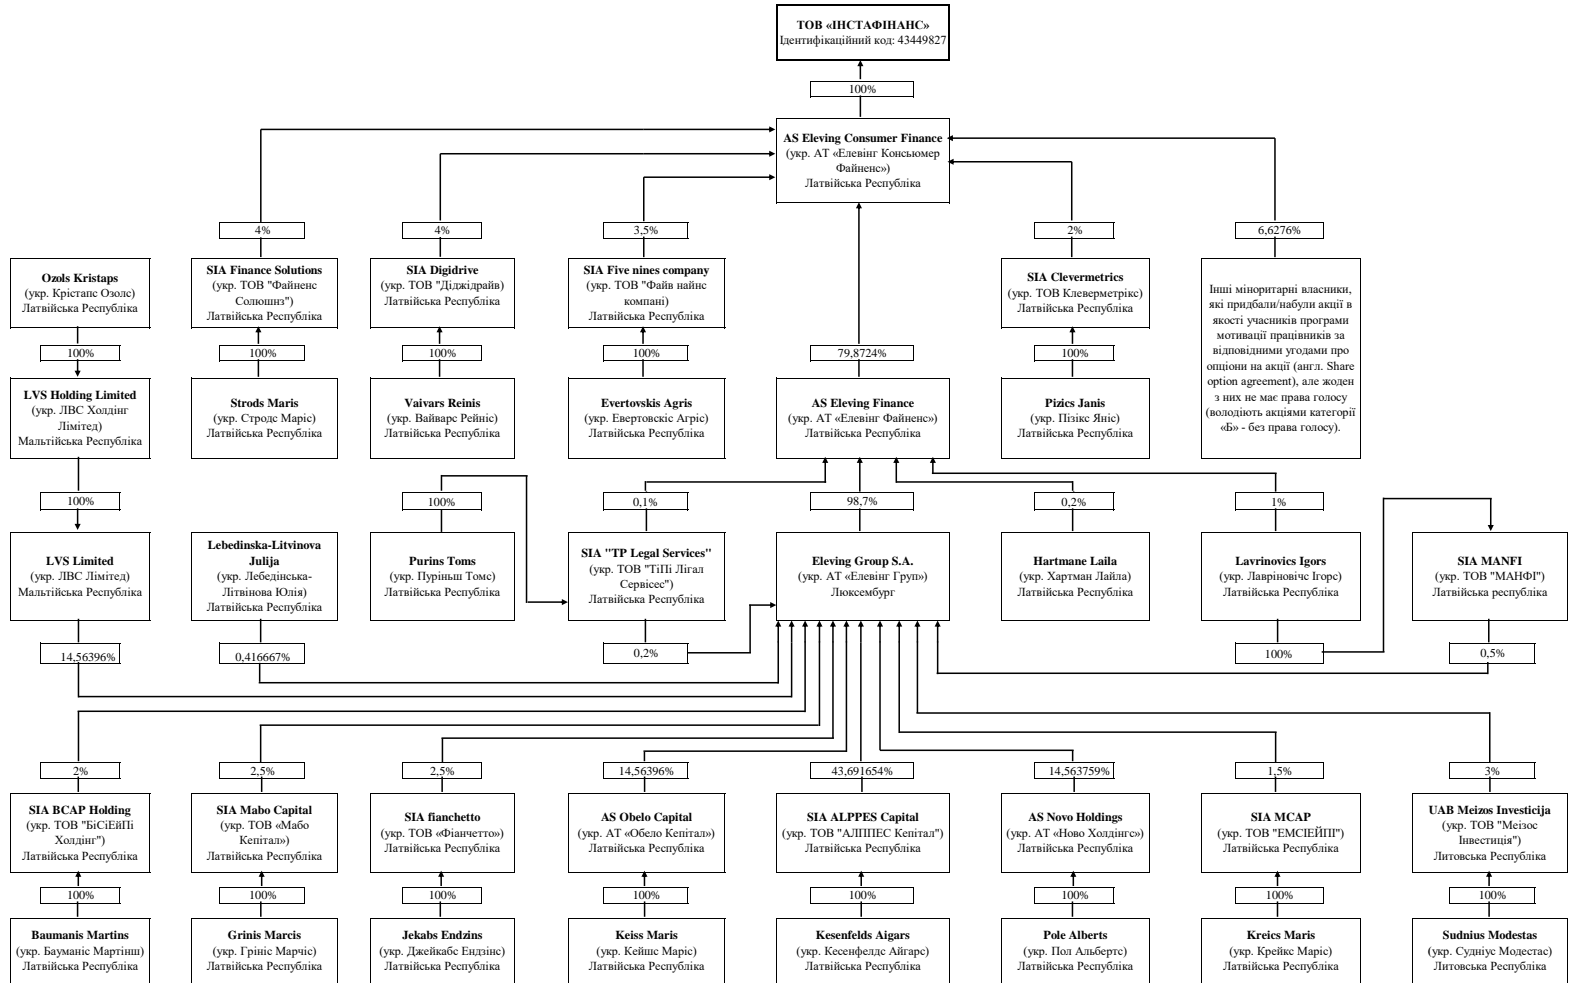 ТОВ «ІНСТАФІНАНС»
Ідентифікаційний код: 43449827
100%
AS Eleving Consumer Finance
(укр. АТ «Елевінг Консьюмер
Файненс»)
Латвійська Республіка
4%
4%
3,5%
2%
6,6276%
Ozols Kristaps
(укр. Крістапс Озолс)
Латвійська Республіка
SIA Finance Solutions
(укр. ТОВ "Файненс
Солюшнз")
Латвійська Республіка
SIA Digidrive
(укр. ТОВ "Діджідрайв)
Латвійська Республіка
SIA Five nines company
(укр. ТОВ "Файв найнс
компані)
Латвійська Республіка
SIA Clevermetrics
(укр. ТОВ Клеверметрікс)
Латвійська Республіка
Інші міноритарні власники,
які придбали/набули акції в
якості учасників програми
мотивації працівників за
відповідними угодами про
опціони на акції (англ. Share
option agreement), але жоден
з них не має права голосу
(володіють акціями категорії
«Б» - без права голосу).
100%
100%
100%
100%
79,8724%
100%
LVS Holding Limited
(укр. ЛВС Холдінг
Лімітед)
Мальтійська Республіка
Strods Maris
(укр. Стродс Маріс)
Латвійська Республіка
Vaivars Reinis
(укр. Вайварс Рейніс)
Латвійська Республіка
Evertovskis Agris
(укр. Евертовскіс Агріс)
Латвійська Республіка
AS Eleving Finance
(укр. АТ «Елевінг Файненс»)
Латвійська Республіка
Pizics Janis
(укр. Пізікс Яніс)
Латвійська Республіка
100%
100%
0,1%
98,7%
0,2%
1%
LVS Limited
(укр. ЛВС Лімітед)
Мальтійська Республіка
Lebedinska-Litvinova
Julija
(укр. Лебедінська-
Літвінова Юлія)
Латвійська Республіка
Purins Toms
(укр. Пуріньш Томс)
Латвійська Республіка
SIA "TP Legal Services"
(укр. ТОВ "ТіПі Лігал
Сервісес")
Латвійська Республіка
Eleving Group S.A.
(укр. АТ «Елевінг Груп»)
Люксембург
Hartmane Laila
(укр. Хартман Лайла)
Латвійська Республіка
Lavrinovics Igors
(укр. Лавріновічс Ігорс)
Латвійська Республіка
SIA MANFI
(укр. ТОВ "МАНФІ")
Латвійська республіка
14,56396%
0,416667%
0,2%
100%
0,5%
2%
2,5%
2,5%
14,56396%
43,691654%
14,563759%
1,5%
3%
SIA BCAP Holding
(укр. ТОВ "БіСіЕйПі
Холдінг")
Латвійська Республіка
SIA Mabo Capital
(укр. ТОВ «Мабо
Кепітал»)
Латвійська Республіка
SIA fianchetto
(укр. ТОВ «Фіанчетто»)
Латвійська Республіка
AS Obelo Capital
(укр. АТ «Обело Кепітал»)
Латвійська Республіка
SIA ALPPES Capital
(укр. ТОВ "АЛППЕС Кепітал")
Латвійська Республіка
AS Novo Holdings
(укр. АТ «Ново Холдінгс»)
Латвійська Республіка
SIA MCAP
(укр. ТОВ "ЕМСІЕЙПІ")
Латвійська Республіка
UAB Meizos Investicija
(укр. ТОВ "Меізос
Інвестиція")
Литовська Республіка
100%
100%
100%
100%
100%
100%
100%
100%
Baumanis Martins
(укр. Бауманіс Мартінш)
Латвійська Республіка
Grinis Marcis
(укр. Грініс Марчіс)
Латвійська Республіка
Jekabs Endzins
(укр. Джейкабс Ендзінс)
Латвійська Республіка
Keiss Maris
(укр. Кейшс Маріс)
Латвійська Республіка
Kesenfelds Aigars
(укр. Кесенфелдс Айгарс)
Латвійська Республіка
Pole Alberts
(укр. Пол Альбертс)
Латвійська Республіка
Kreics Maris
(укр. Крейкс Маріс)
Латвійська Республіка
Sudnius Modestas
(укр. Судніус Модестас)
Литовська Республіка